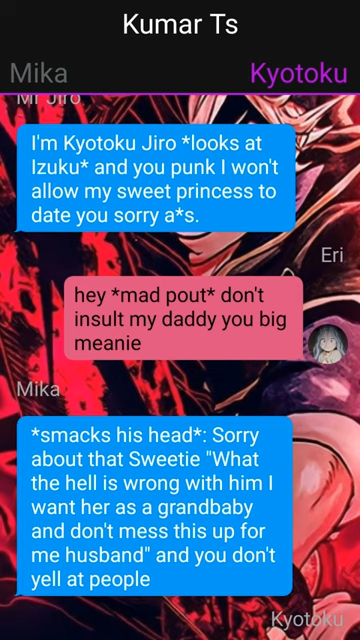 Kumar Ts
Mika
Kyotoku
Mr Jiro
I'm Kyotoku Jiro *looks at
Izuku* and you punk I won't
allow my sweet princess to
date you sorry a*s.
Eri
hey *mad pout* don't
insult my daddy you big
meanie
Mika
*smacks his head*: Sorry
about that Sweetie "What
the hell is wrong with him I
want her as a grandbaby
and don't mess this up for
me husband" and you don't
yell at people
Kyotoku